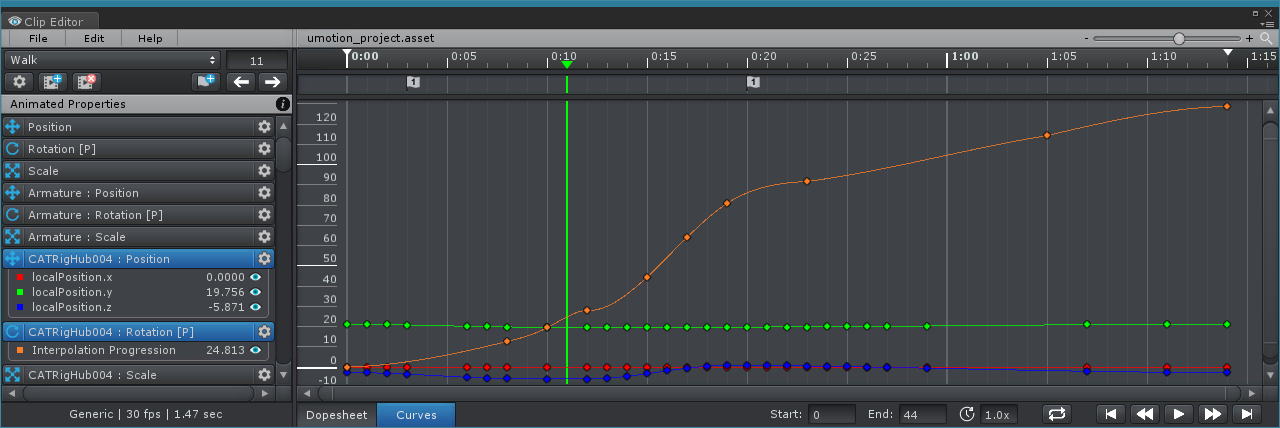 Clip Editor
File Edit Help
umotion_project.asset
- +
Walk 11
0:00 0:05 0:10 0:15 0:20 0:25 1:00 1:05 1:10 1:15
1 1
Animated Properties
Position
Rotation [P]
Scale
Armature : Position
Armature : Rotation [P]
Armature : Scale
CATRigHub004 : Position
localPosition.x 0.0000
localPosition.y 19.756
localPosition.z -5.871
CATRigHub004 : Rotation [P]
Interpolation Progression 24.813
CATRigHub004 : Scale
120
110
100
90
80
70
60
50
40
30
20
10
0
-10
Generic | 30 fps | 1.47 sec
Dopesheet Curves
Start: 0 End: 44 1.0x